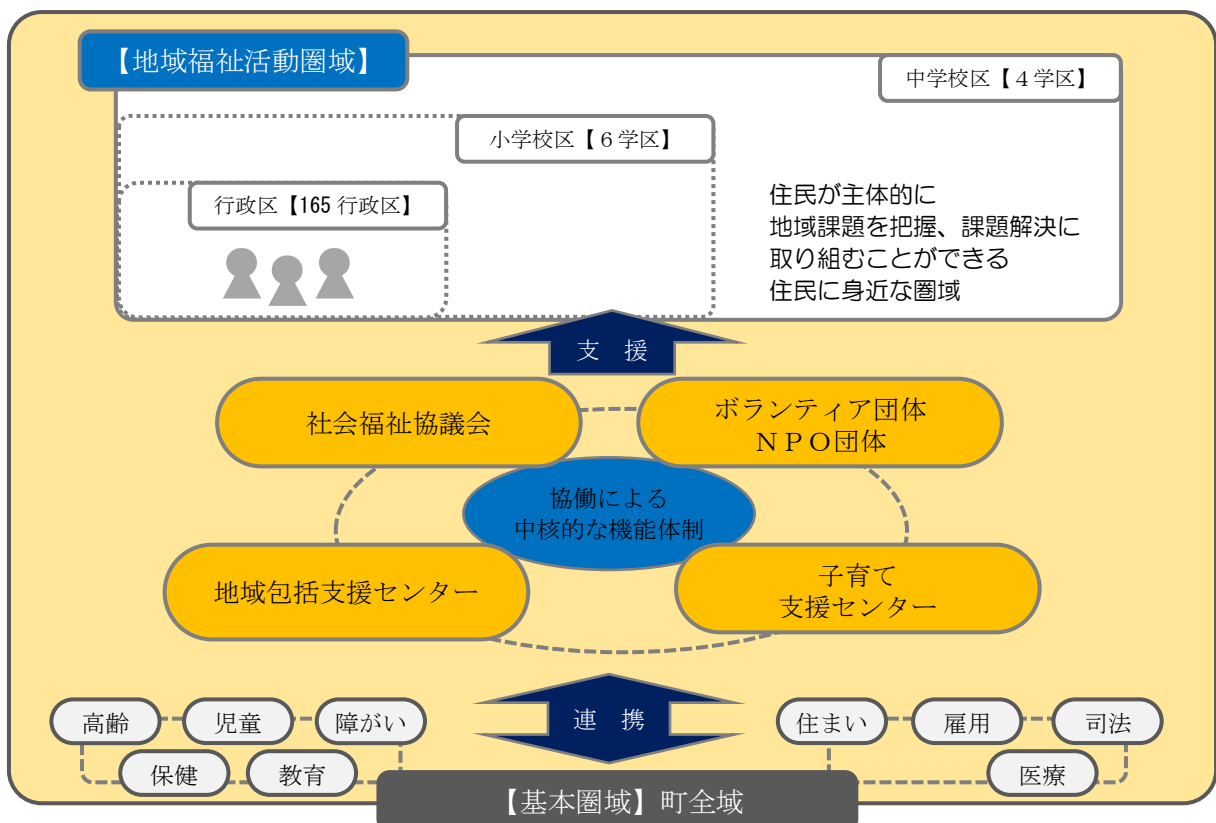 【地域福祉活動圏域】
中学校区【４学区】
小学校区【６学区】
行政区【165 行政区】
住民が主体的に
地域課題を把握、課題解決に
取り組むことができる
住民に身近な圏域
支　援
社会福祉協議会
ボランティア団体
ＮＰＯ団体
協働による
中核的な機能体制
地域包括支援センター
子育て
支援センター
連　携
高齢
児童
障がい
保健
教育
住まい
雇用
司法
医療
【基本圏域】町全域